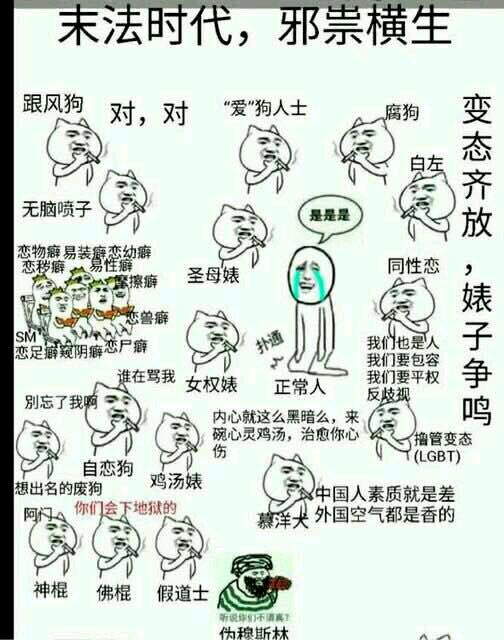 末法时代，邪祟横生
变态齐放，婊子争鸣
跟风狗
对，对
“爱”狗人士
腐狗
白左
无脑喷子
是是是
恋物癖 易装癖 恋幼癖
恋秽癖 易性癖
摩擦癖
恋兽癖
SM
恋足癖 窥阴癖 恋尸癖
圣母婊
同性恋
扑通
正常人
我们也是人
我们要包容
我们要平权
反歧视
谁在骂我
女权婊
別忘了我啊
自恋狗
鸡汤婊
内心就这么黑暗么，来
碗心灵鸡汤，治愈你心
伤
撸管变态
(LGBT)
想出名的废狗
慕洋犬
中国人素质就是差
外国空气都是香的
阿门
你们会下地狱的
神棍
佛棍
假道士
听说你们不清真？
伪穆斯林